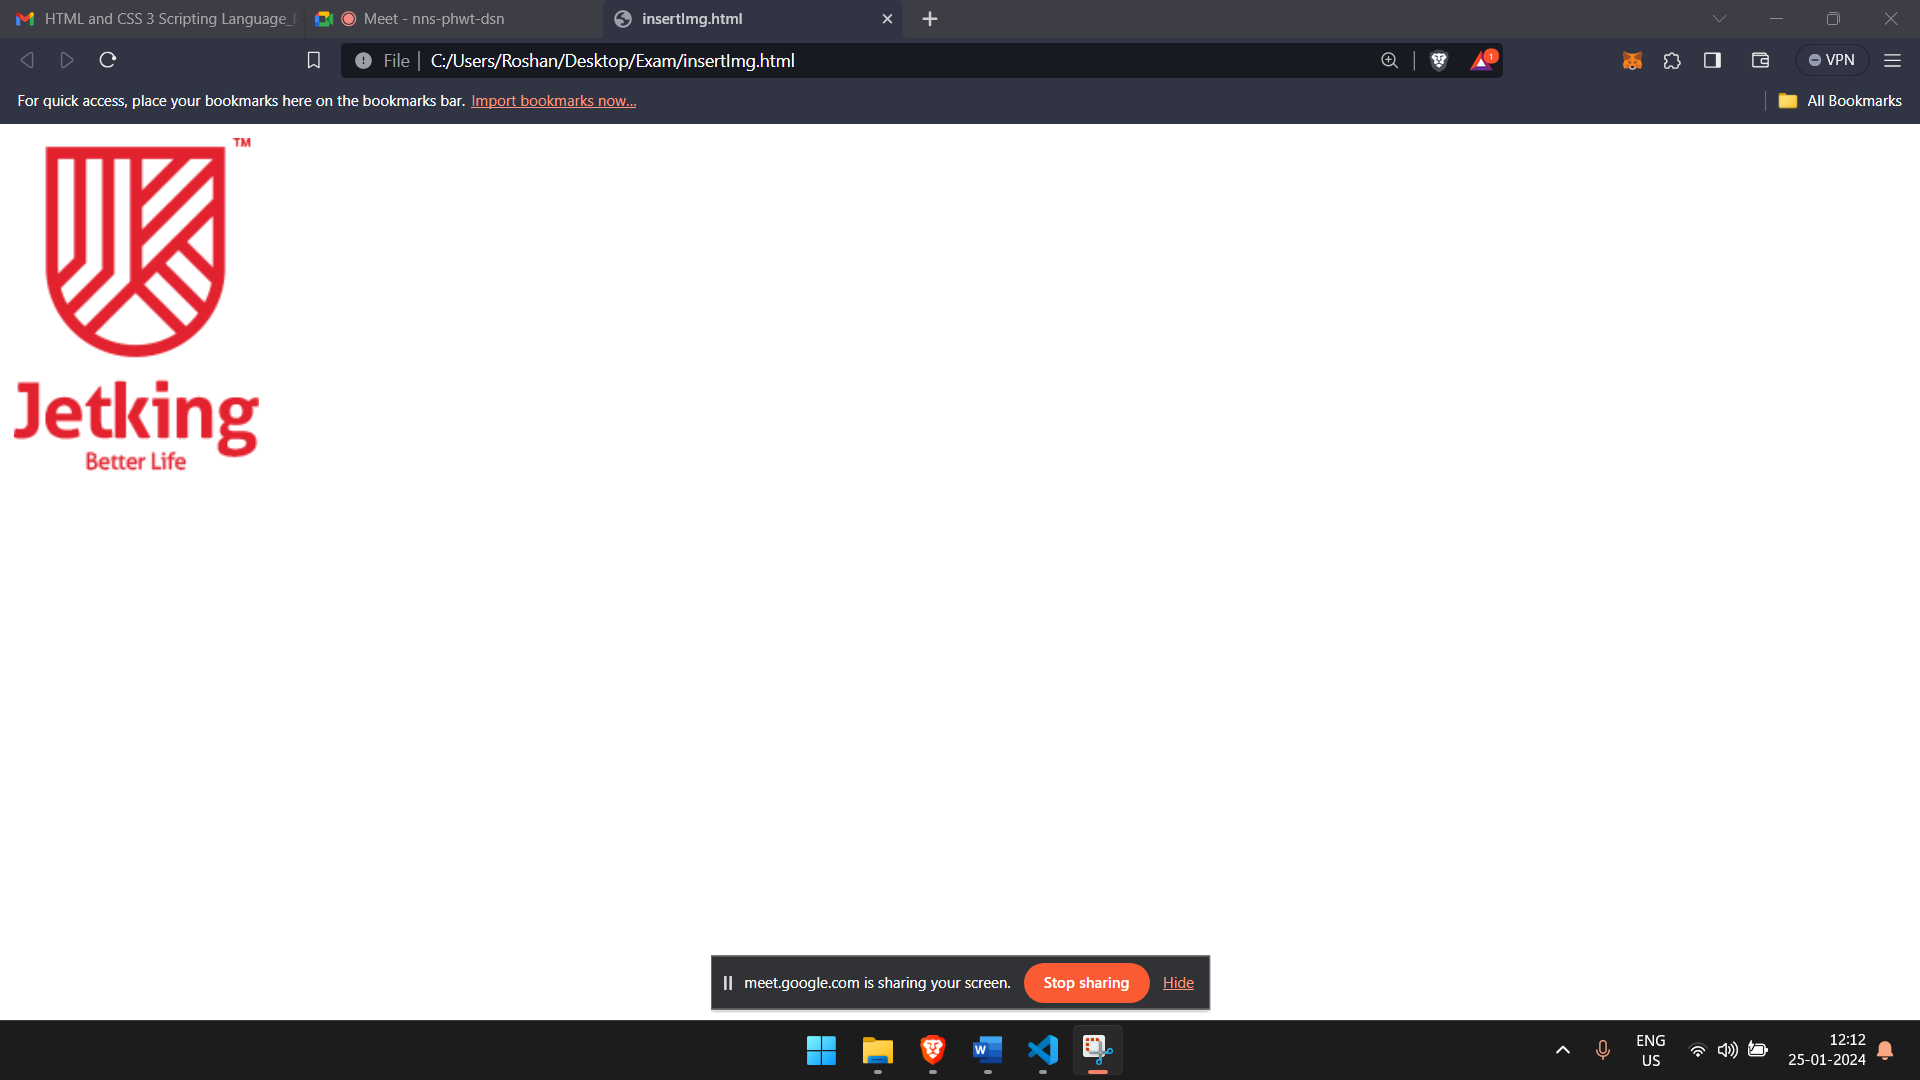 HTML and CSS 3 Scripting Language_
Meet - nns-phwt-dsn
insertImg.html
File
C:/Users/Roshan/Desktop/Exam/insertImg.html
1
VPN
For quick access, place your bookmarks here on the bookmarks bar. Import bookmarks now...
All Bookmarks
TM
Jetking
Better Life
meet.google.com is sharing your screen.
Stop sharing
Hide
W
ENG
US
12:12
25-01-2024